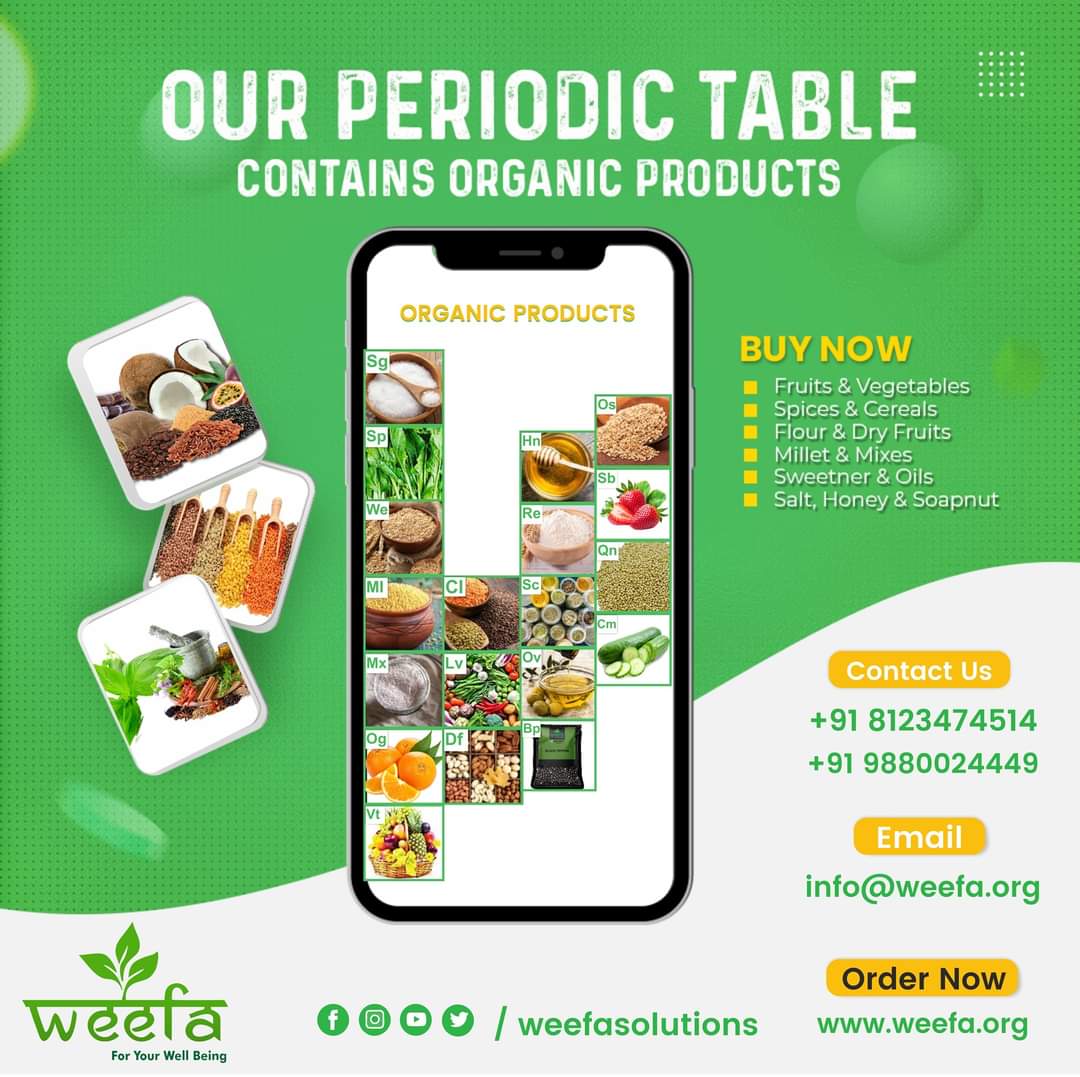 OUR PERIODIC TABLE
CONTAINS ORGANIC PRODUCTS
ORGANIC PRODUCTS
Sg
Sp
We
Ml
Mx
Og
Vt
Cl
Lv
Df
Hn
Re
Sc
Ov
Bp
Os
Sb
Qn
Cm
BUY NOW
Fruits & Vegetables
Spices & Cereals
Flour & Dry Fruits
Millet & Mixes
Sweetner & Oils
Salt, Honey & Soapnut
Contact Us
+91 8123474514
+91 9880024449
Email
info@weefa.org
Order Now
www.weefa.org
weefa
For Your Well Being
/ weefasolutions